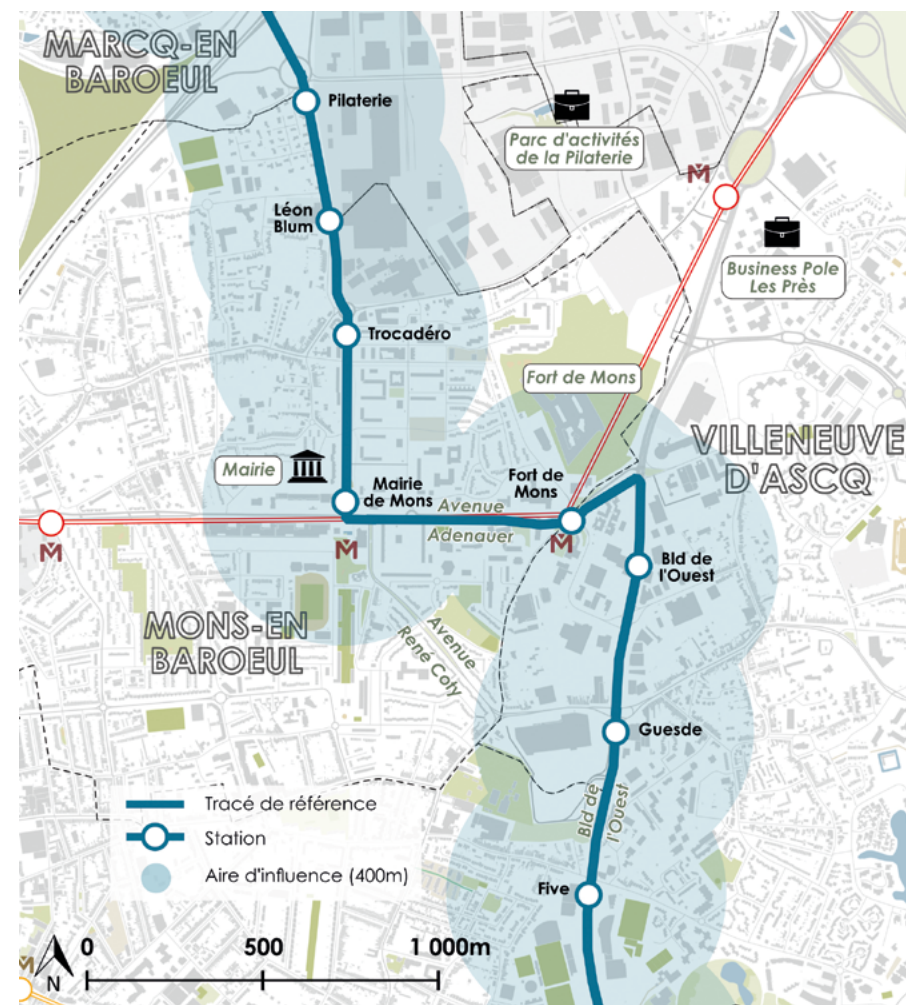 MARCQ-EN
BAROEUL
Pilaterie
Parc d'activités
de la Pilaterie
M
Léon
Blum
Business Pole
Les Près
Trocadéro
Fort de Mons
VILLENEUVE
D'ASCQ
Mairie
Mairie
de Mons
Fort de
Mons
Avenue
Adenauer
M
M
M
Bld de
l'Ouest
MONS-EN
BAROEUL
Avenue
René Coty
Guesde
Bld de
l'Ouest
Tracé de référence
Station
Aire d'influence (400m)
Five
M
N
0 500 1 000m